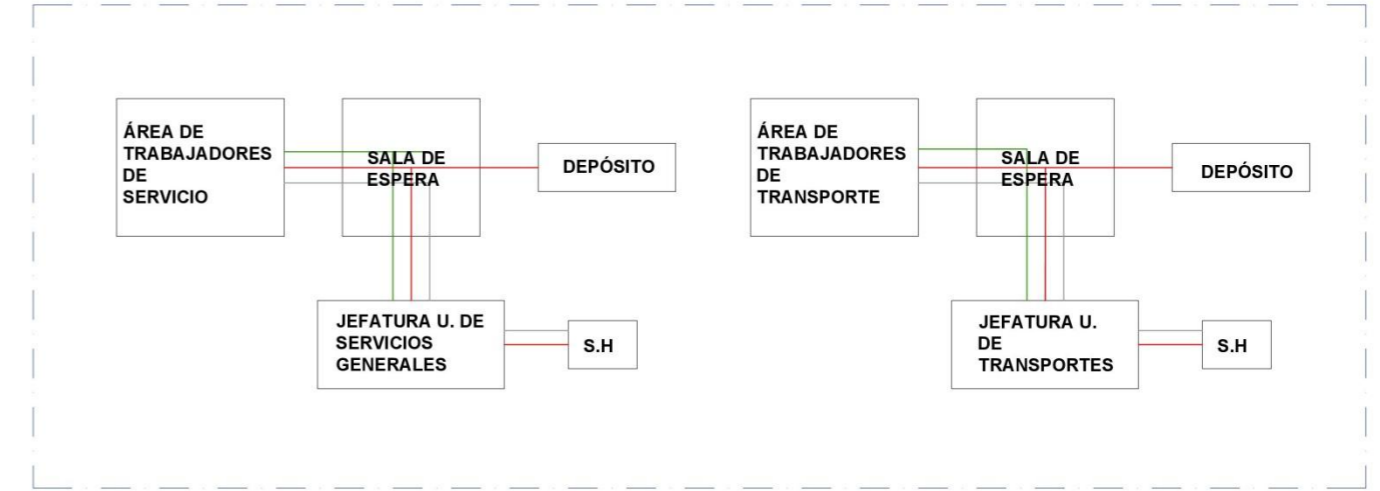 ÁREA DE
TRABAJADORES
DE
SERVICIO
SALA DE
ESPERA
DEPÓSITO
JEFATURA U. DE
SERVICIOS
GENERALES
S.H
ÁREA DE
TRABAJADORES
DE
TRANSPORTE
SALA DE
ESPERA
DEPÓSITO
JEFATURA U.
DE
TRANSPORTES
S.H